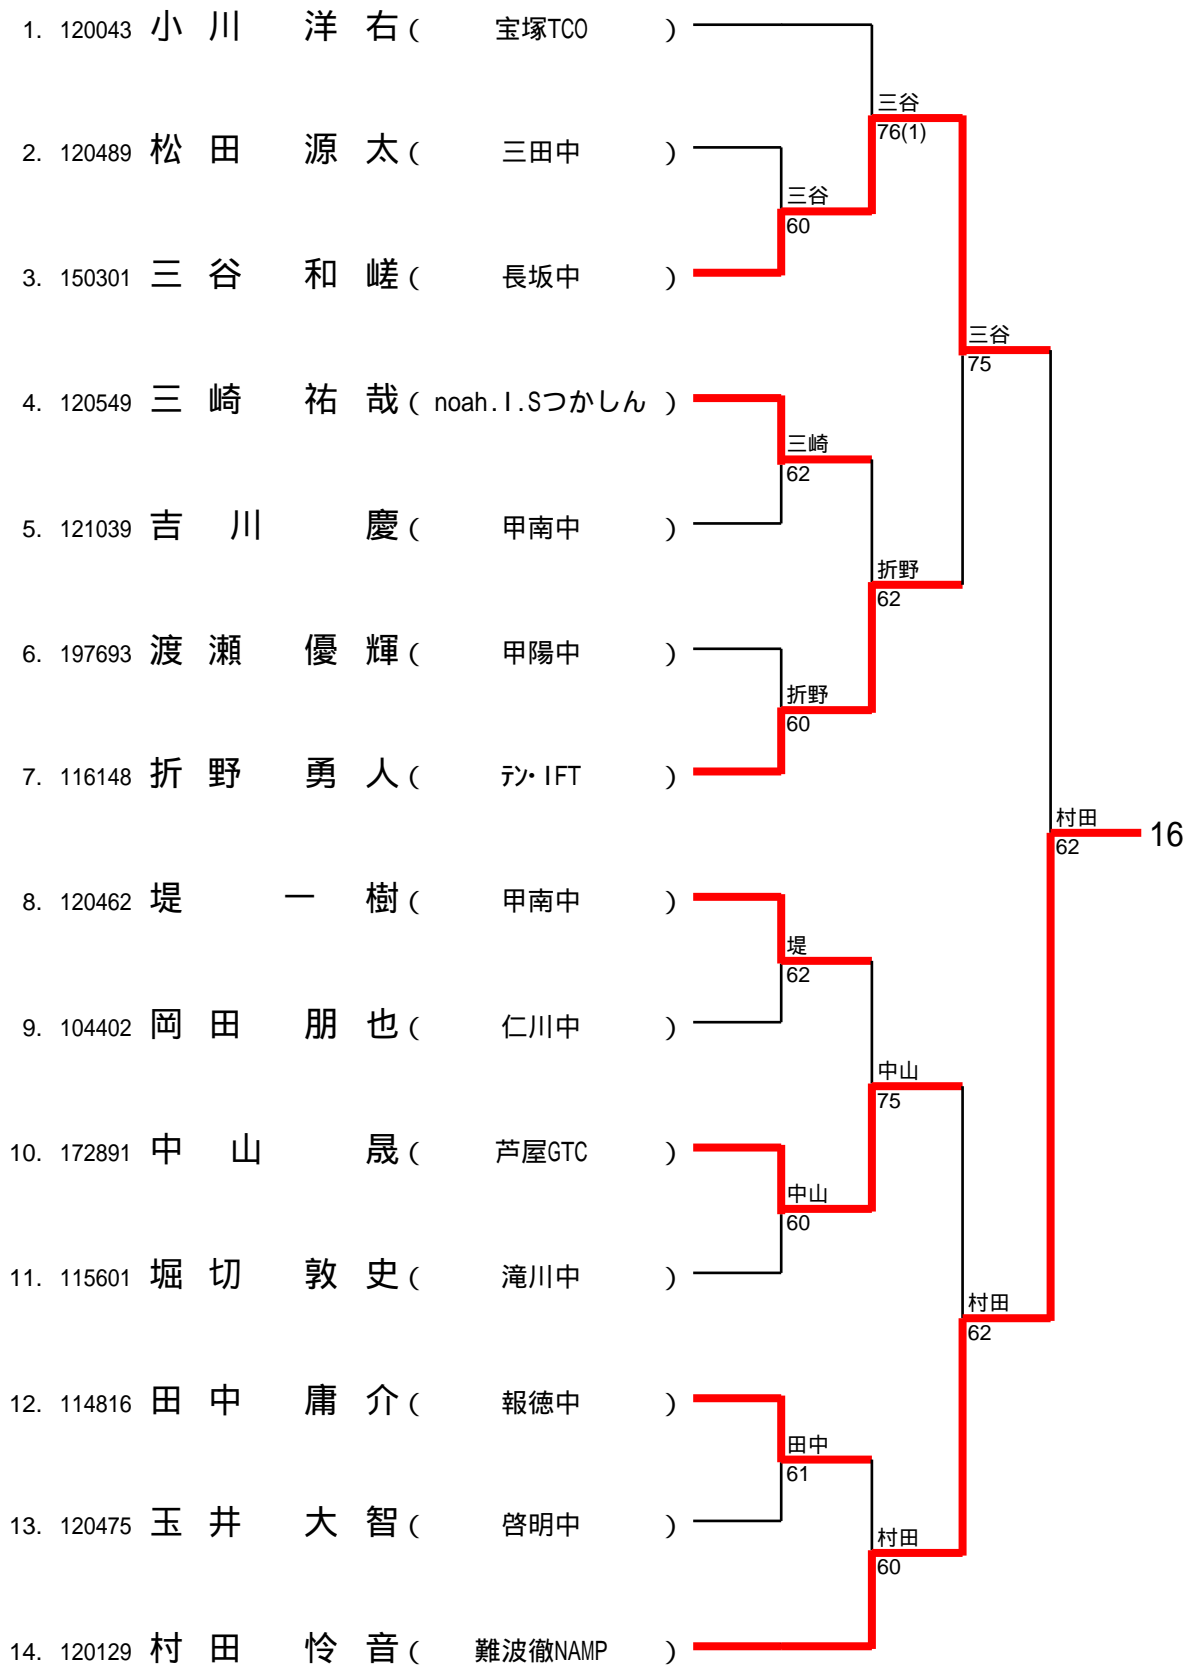 1. 120043 小川 洋右 ( 宝塚TCO )
三谷
76(1)
2. 120489 松田 源太 ( 三田中 )
三谷
60
3. 150301 三谷 和嵯 ( 長坂中 )
三谷
75
4. 120549 三崎 祐哉 ( noah.I.Sつかしん )
三崎
62
5. 121039 吉川 慶 ( 甲南中 )
折野
62
6. 197693 渡瀬 優輝 ( 甲陽中 )
折野
60
7. 116148 折野 勇人 ( テン・IFT )
村田
62
16
8. 120462 堤 一樹 ( 甲南中 )
堤
62
9. 104402 岡田 朋也 ( 仁川中 )
中山
75
10. 172891 中山 晟 ( 芦屋GTC )
中山
60
11. 115601 堀切 敦史 ( 滝川中 )
村田
62
12. 114816 田中 庸介 ( 報徳中 )
田中
61
13. 120475 玉井 大智 ( 啓明中 )
村田
60
14. 120129 村田 怜音 ( 難波徹NAMP )